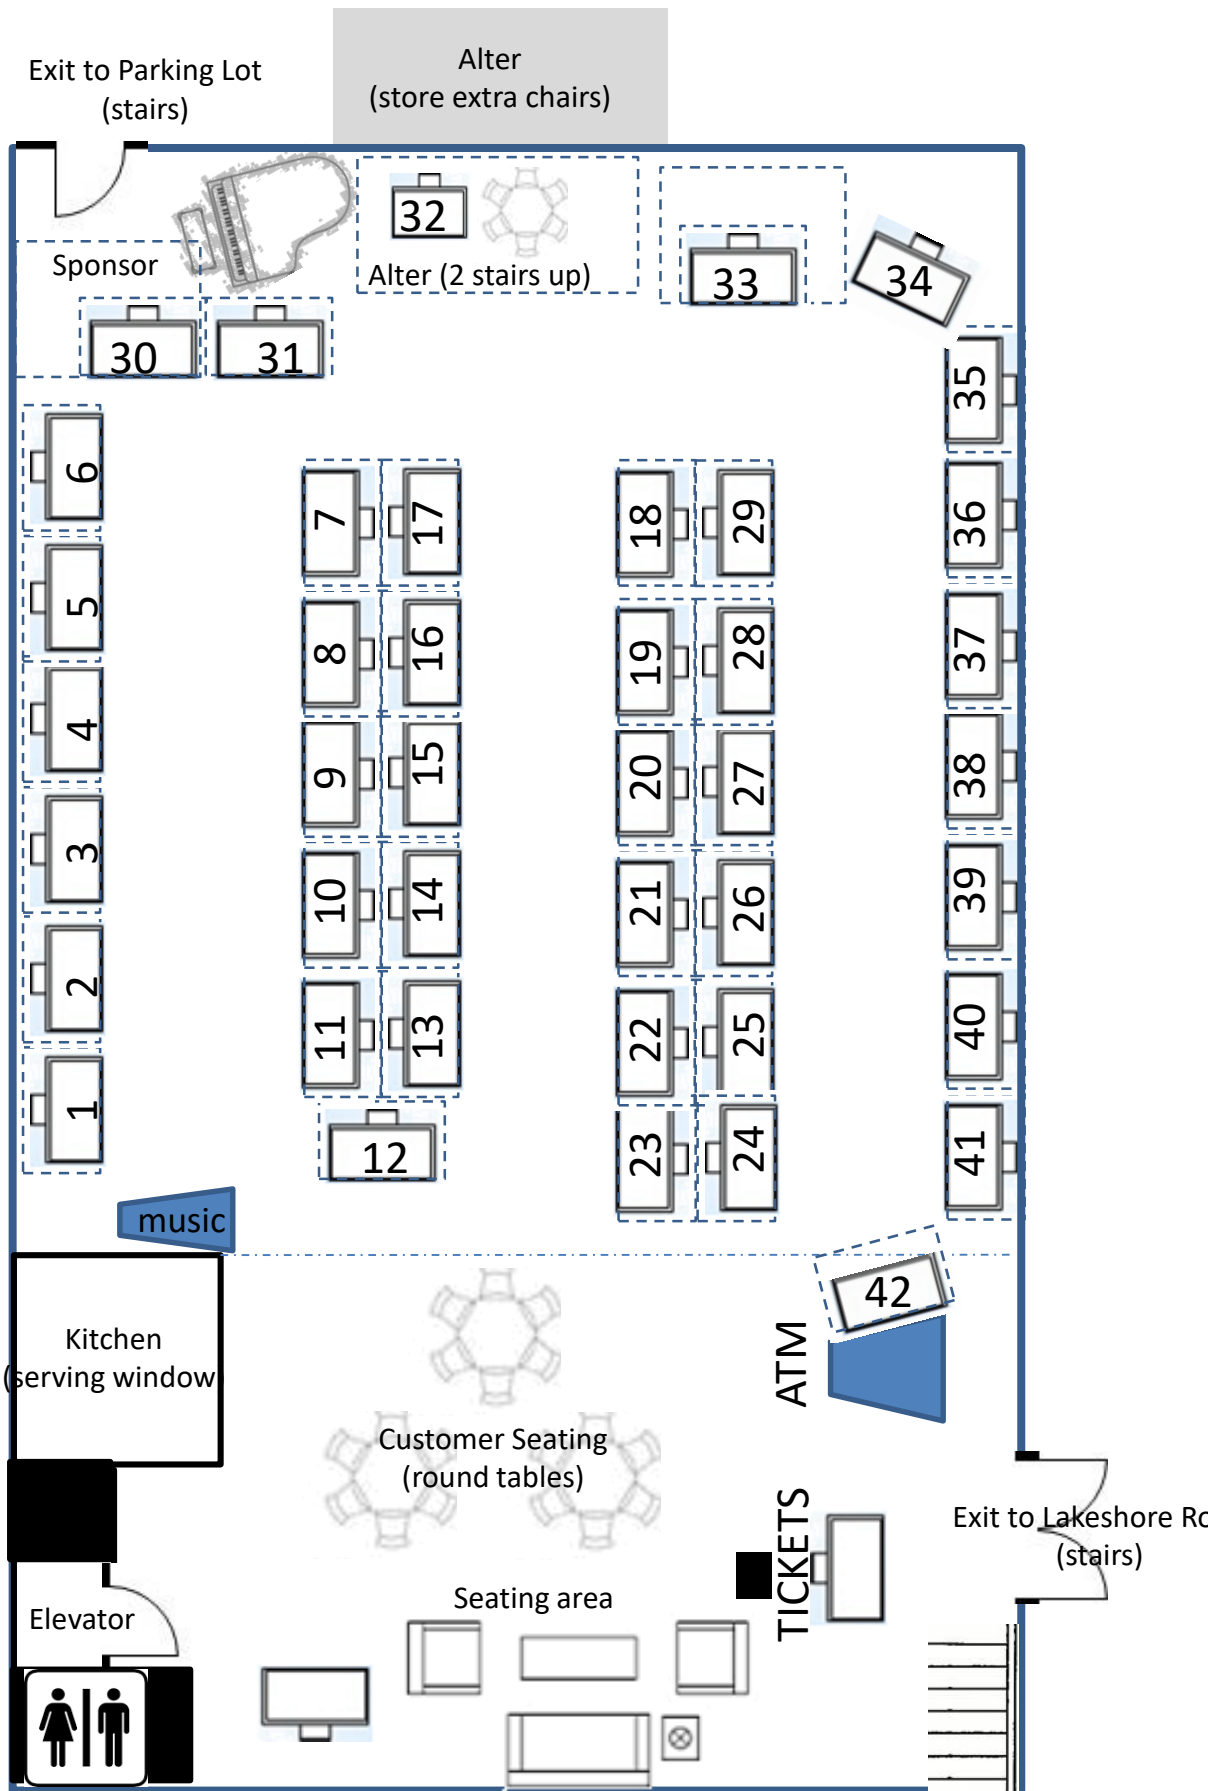 Alter
(store extra chairs)
Exit to Parking Lot
(stairs)
32
Alter (2 stairs up)
Sponsor
33
34
30
31
35
6
7
17
18
29
36
5
8
16
19
28
37
4
9
15
20
27
38
3
10
14
21
26
39
2
11
13
22
25
40
1
12
23
24
41
music
42
Kitchen
(serving window
ATM
Customer Seating
(round tables)
TICKETS
Exit to Lakeshore Ro
(stairs)
Seating area
Elevator